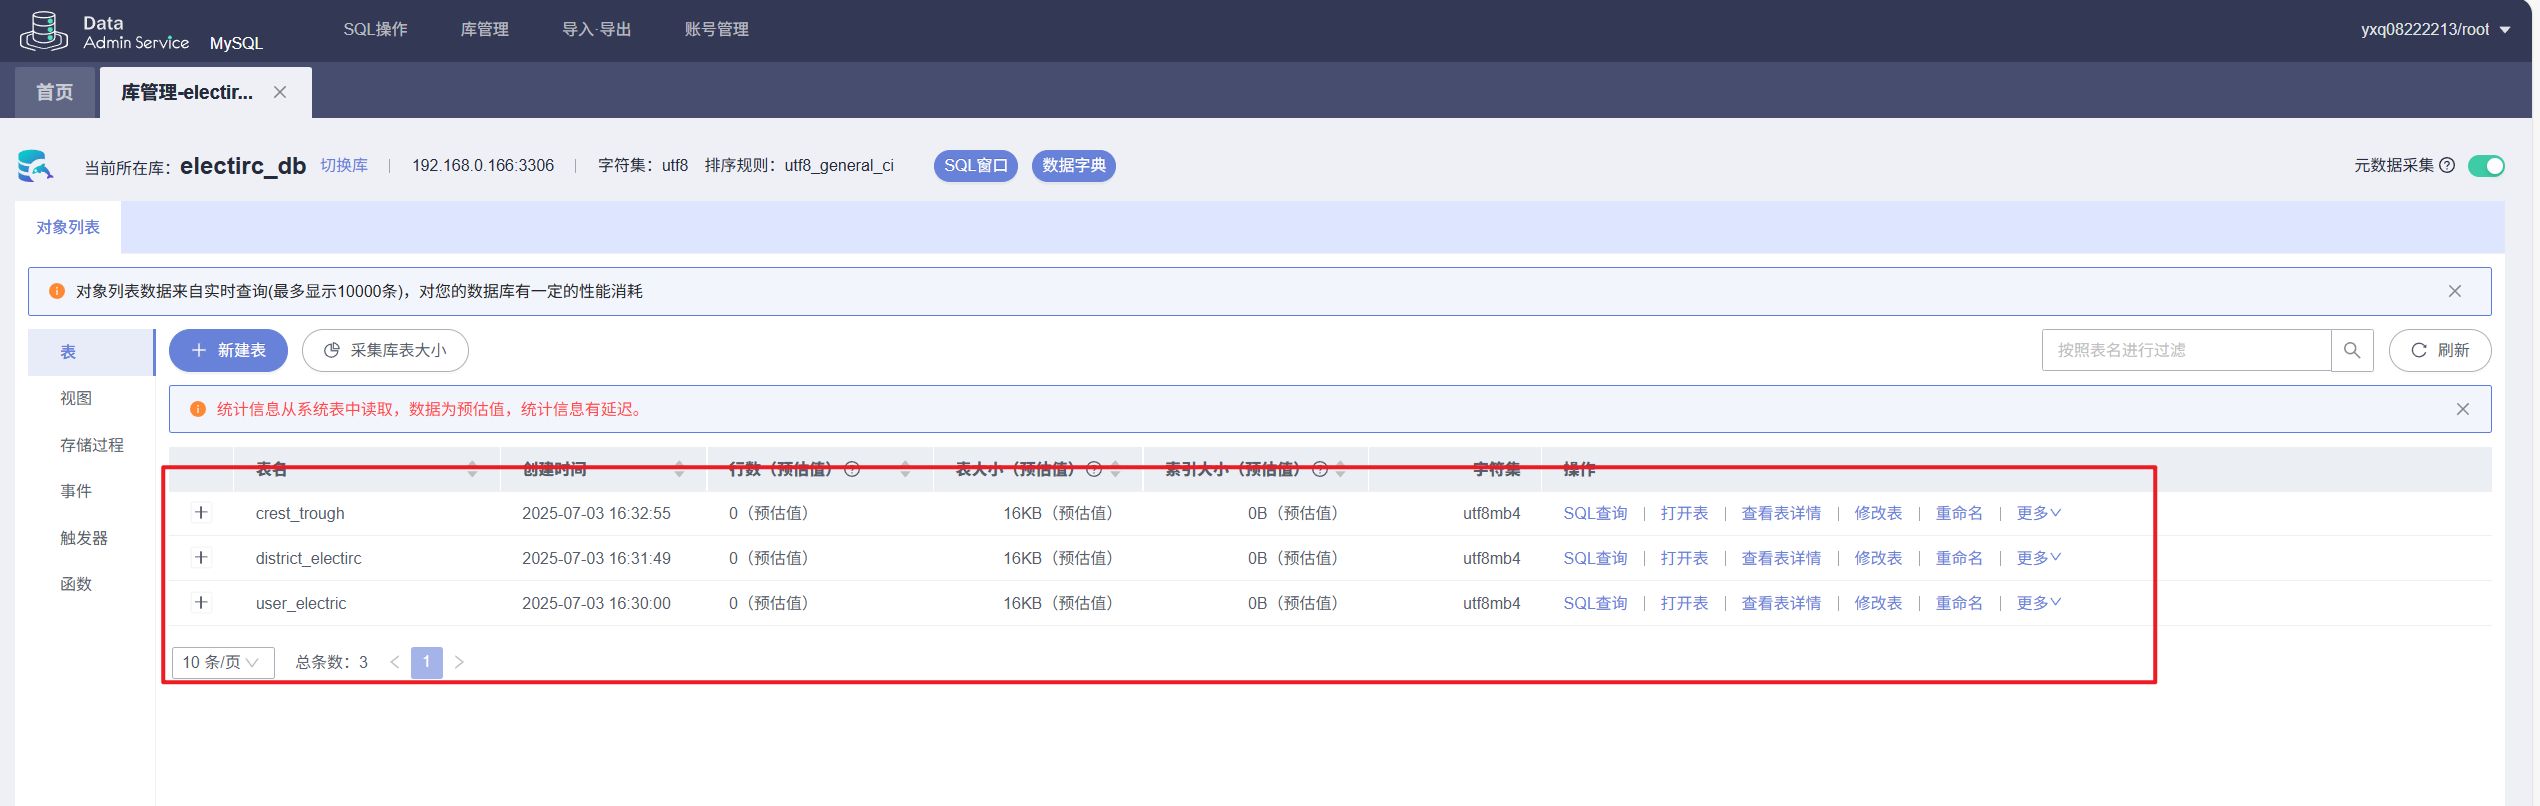 Data
Admin Service MySQL SQL操作 库管理 导入·导出 账号管理 yxq08222213/root
首页 库管理-electir...
当前所在库： electirc_db 切换库 192.168.0.166:3306 字符集：utf8 排序规则：utf8_general_ci SQL窗口 数据字典 元数据采集
对象列表
对象列表数据来自实时查询(最多显示10000条)，对您的数据库有一定的性能消耗
表 新建表 采集库表大小 按照表名进行过滤 刷新
视图
统计信息从系统表中读取，数据为预估值，统计信息有延迟。
存储过程
表名 创建时间 行数（预估值） 表大小（预估值） 索引大小（预估值） 字符集 操作
事件
crest_trough 2025-07-03 16:32:55 0（预估值） 16KB（预估值） 0B（预估值） utf8mb4 SQL查询 打开表 查看表详情 修改表 重命名 更多
触发器
district_electirc 2025-07-03 16:31:49 0（预估值） 16KB（预估值） 0B（预估值） utf8mb4 SQL查询 打开表 查看表详情 修改表 重命名 更多
函数
user_electric 2025-07-03 16:30:00 0（预估值） 16KB（预估值） 0B（预估值） utf8mb4 SQL查询 打开表 查看表详情 修改表 重命名 更多
10 条/页 总条数：3 < 1 >